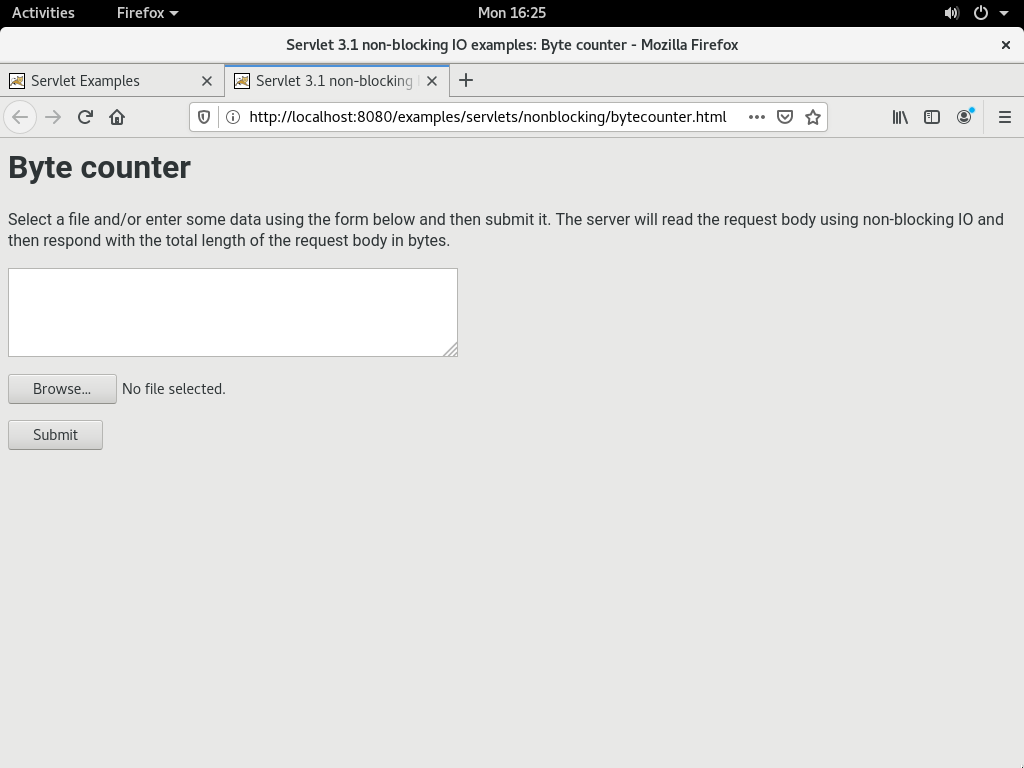 Activities Firefox Mon 16:25
Servlet 3.1 non-blocking IO examples: Byte counter - Mozilla Firefox
Servlet Examples Servlet 3.1 non-blocking
http://localhost:8080/examples/servlets/nonblocking/bytecounter.html
Byte counter
Select a file and/or enter some data using the form below and then submit it. The server will read the request body using non-blocking IO and
then respond with the total length of the request body in bytes.
Browse... No file selected.
Submit